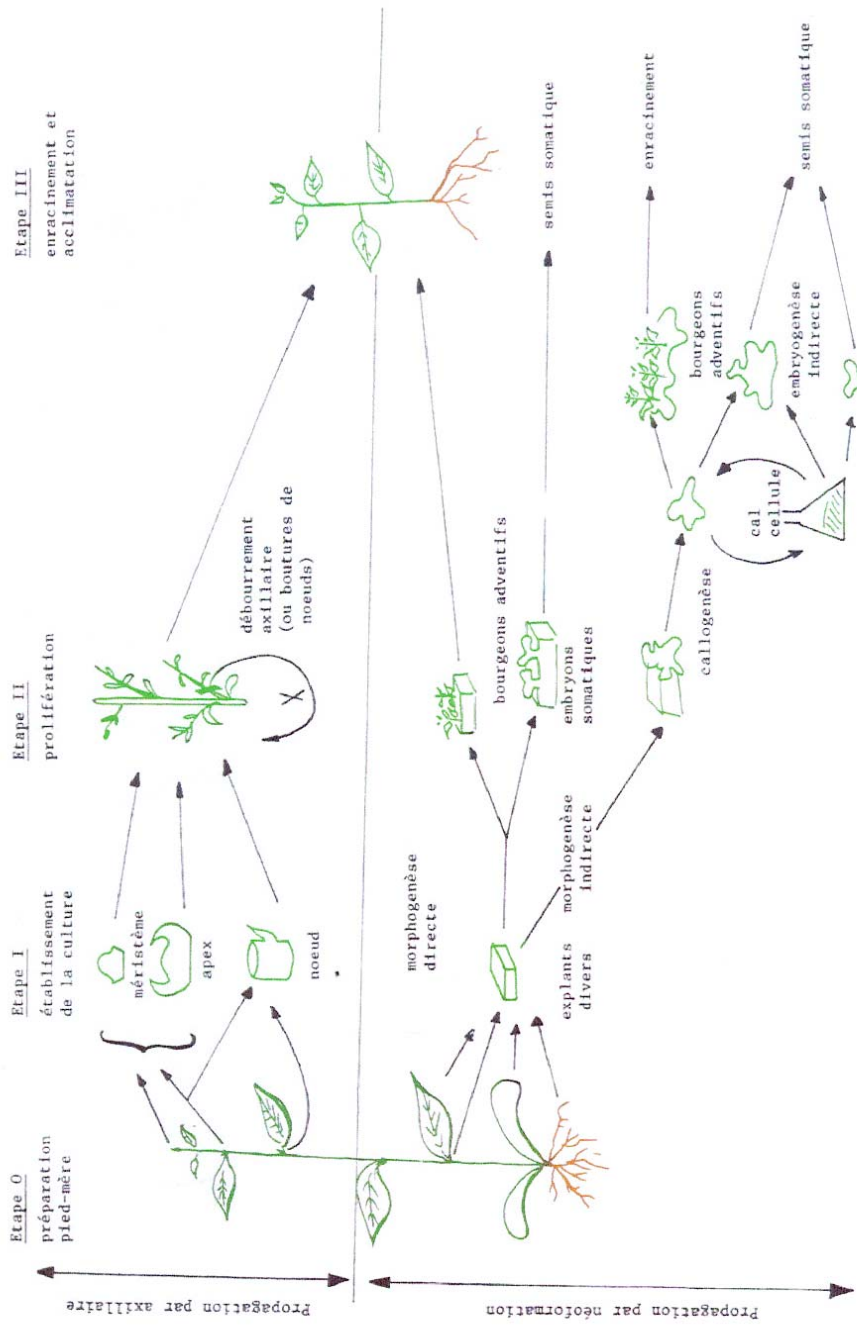 Etape O
préparation
pied-mère
Etape I
établissement
de la culture
Etape II
prolifération
Etape III
enracinement et
acclimatation
Propagation par axillaire
méristème
apex
noeud
débourrement
axillaire
(ou boutures de
noeuds)
Propagation par néoformation
morphogenèse
directe
explants
divers
morphogenèse
indirecte
bourgeons adventifs
embryons
somatiques
semis somatique
callogenèse
cal
cellule
bourgeons
adventifs
enracinement
embryogenèse
indirecte
semis somatique